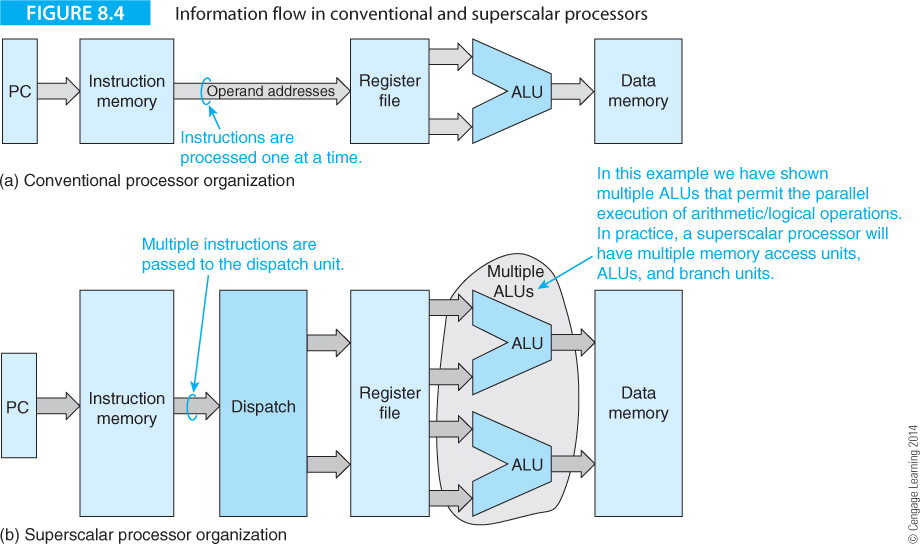 FIGURE 8.4 Information flow in conventional and superscalar processors
PC
Instruction
memory
Operand addresses
Register
file
ALU
Data
memory
Instructions are
processed one at a time.
(a) Conventional processor organization
In this example we have shown
multiple ALUs that permit the parallel
execution of arithmetic/logical operations.
In practice, a superscalar processor will
have multiple memory access units,
ALUs, and branch units.
Multiple instructions are
passed to the dispatch unit.
Multiple
ALUs
PC
Instruction
memory
Dispatch
Register
file
ALU
ALU
Data
memory
(b) Superscalar processor organization
© Cengage Learning 2014